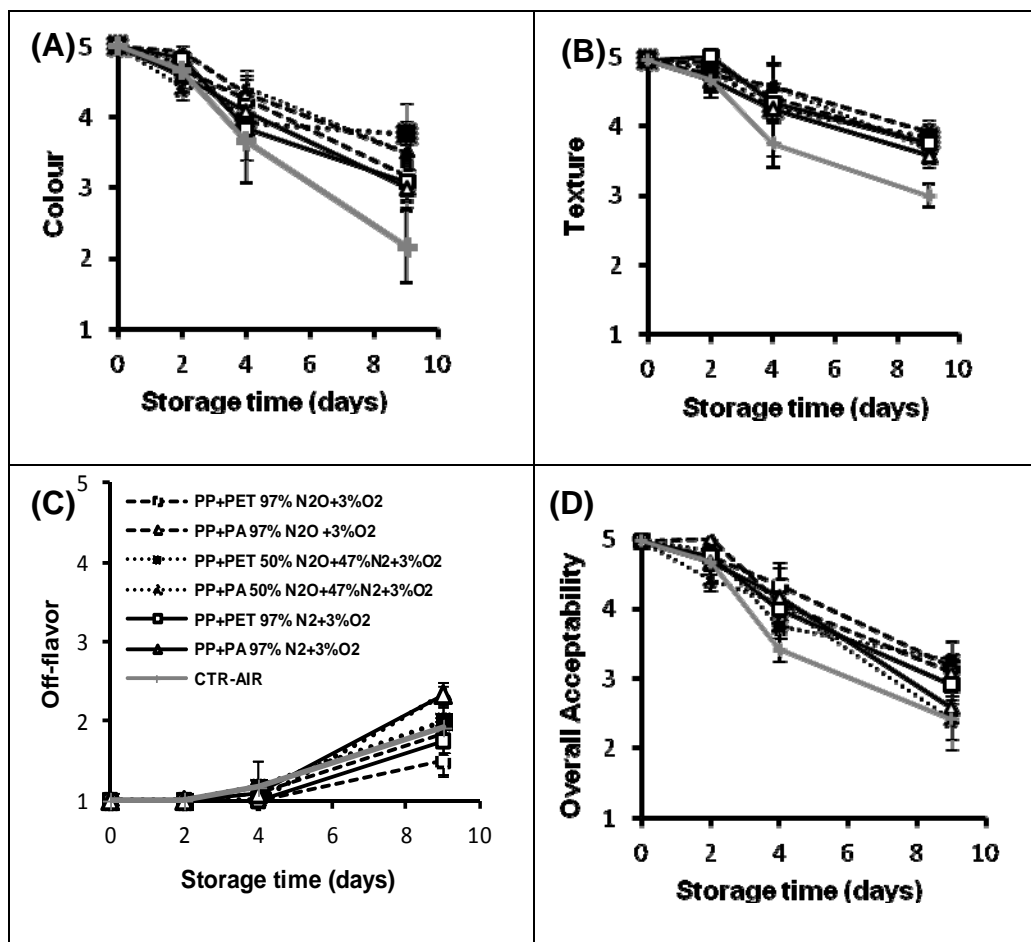 (A)
5
4
3
2
1
Colour
0 2 4 6 8 10
Storage time (days)
(B)
5
4
3
2
1
Texture
0 2 4 6 8 10
Storage time (days)
(C)
5
4
3
2
1
Off-flavor
PP+PET 97% N2O+3%O2
PP+PA 97% N2O +3%O2
PP+PET 50% N2O+47%N2+3%O2
PP+PA 50% N2O+47%N2+3%O2
PP+PET 97% N2+3%O2
PP+PA 97% N2+3%O2
CTR-AIR
0 2 4 6 8 10
Storage time (days)
(D)
5
4
3
2
1
Overall Acceptability
0 2 4 6 8 10
Storage time (days)